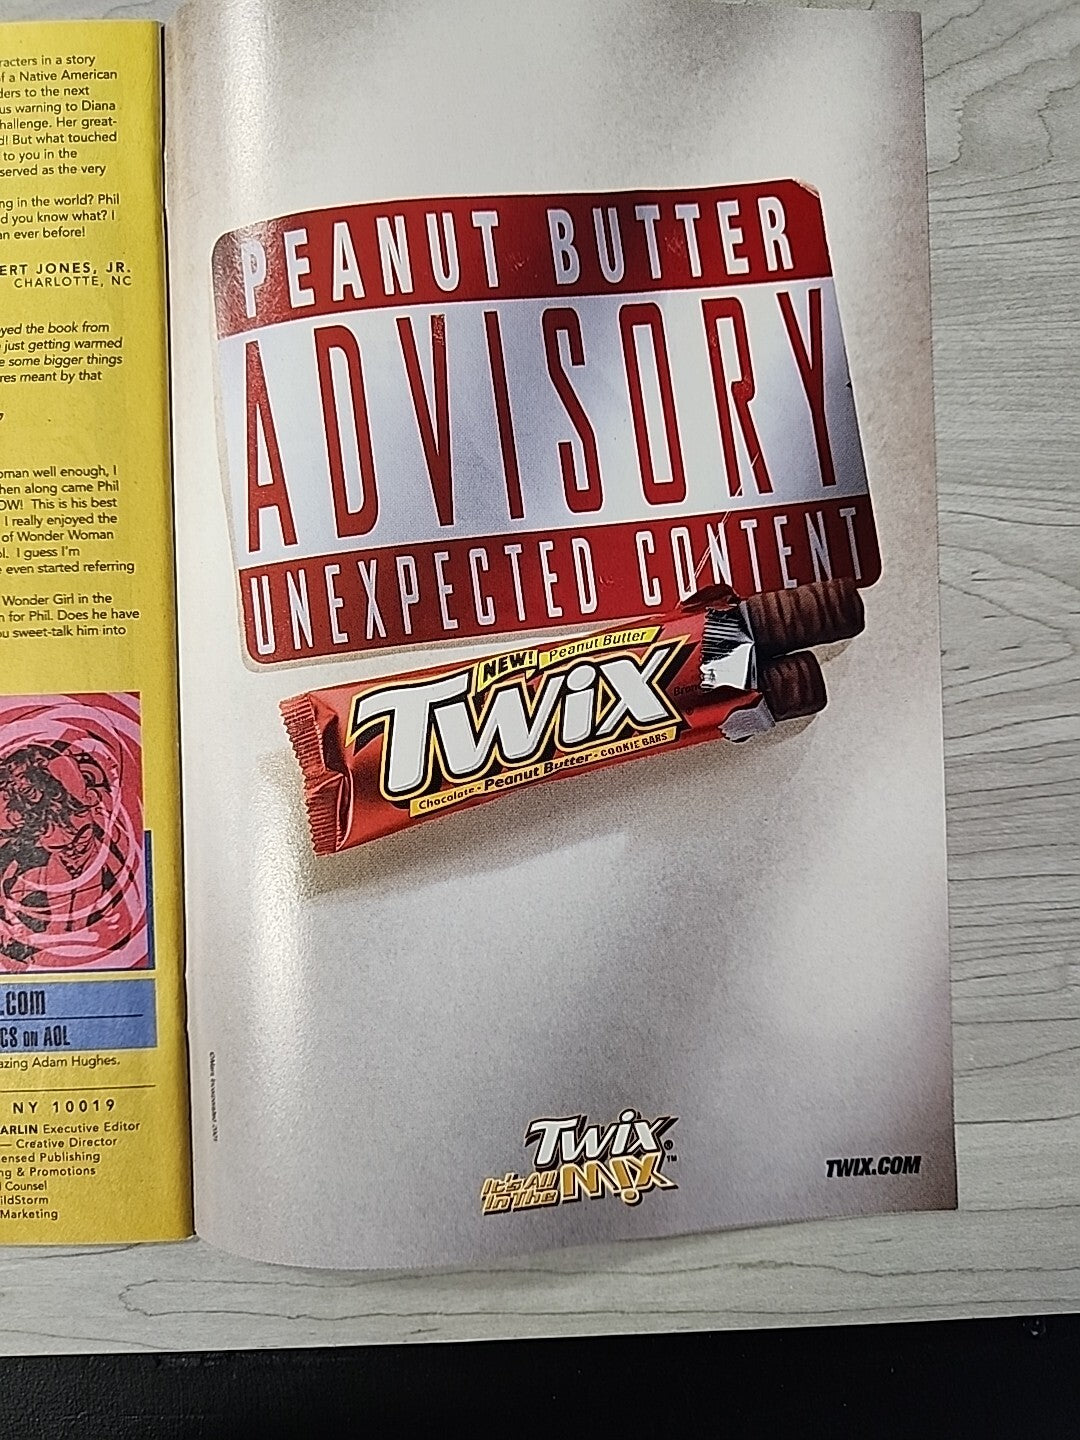 racters in a story
f a Native American
ders to the next
us warning to Diana
hallenge. Her great-
d! But what touched
to you in the
served as the very
ng in the world? Phil
d you know what? I
an ever before!
ERT JONES, JR.
CHARLOTTE, NC
oyed the book from
just getting warmed
e some bigger things
res meant by that
?
oman well enough, I
hen along came Phil
OW! This is his best
I really enjoyed the
of Wonder Woman
ol. I guess I'm
even started referring
Wonder Girl in the
n for Phil. Does he have
ou sweet-talk him into
.COM
CS ON AOL
azing Adam Hughes.
NY 10019
ARLIN Executive Editor
— Creative Director
ensed Publishing
ng & Promotions
l Counsel
ildStorm
Marketing
PEANUT BUTTER
ADVISORY
UNEXPECTED CONTENT
NEW! Peanut Butter
TWIX
Chocolate • Peanut Butter • COOKIE BARS
TWIX®
It's All
In The MIX™
TWIX.COM